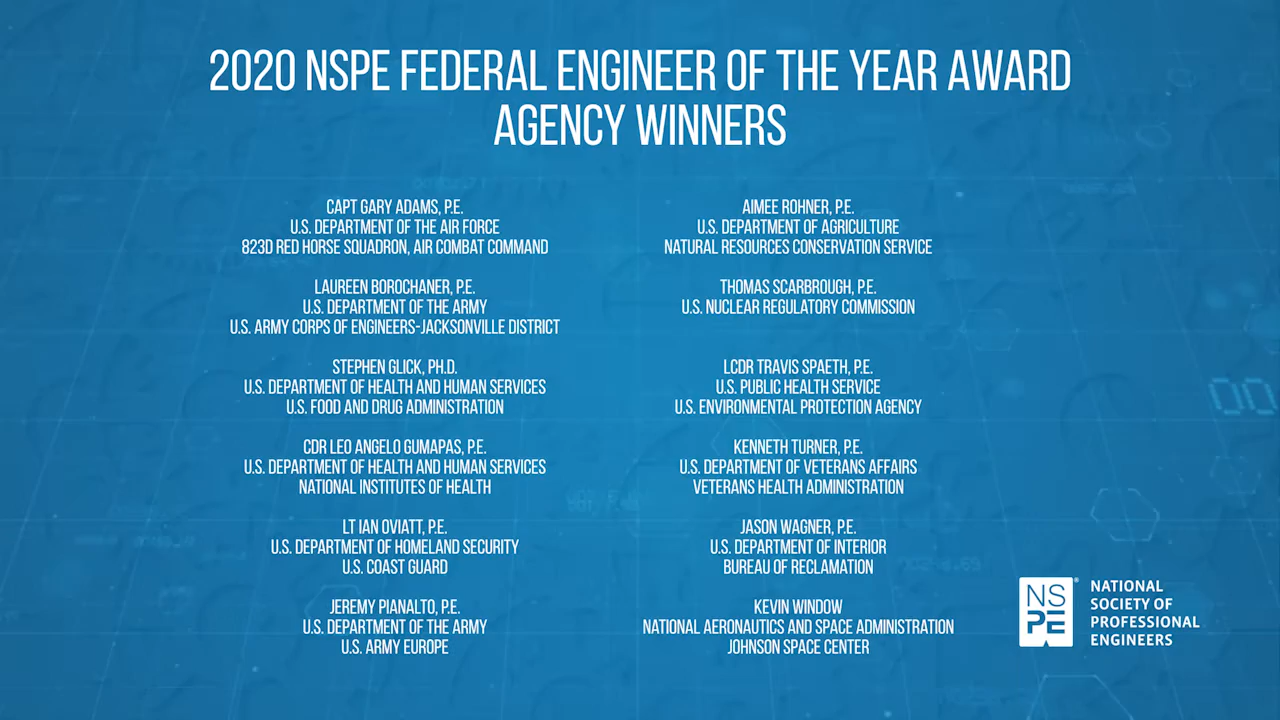 2020 NSPE FEDERAL ENGINEER OF THE YEAR AWARD
AGENCY WINNERS
CAPT GARY ADAMS, P.E.
U.S. DEPARTMENT OF THE AIR FORCE
823D RED HORSE SQUADRON, AIR COMBAT COMMAND
LAUREEN BOROCHANER, P.E.
U.S. DEPARTMENT OF THE ARMY
U.S. ARMY CORPS OF ENGINEERS-JACKSONVILLE DISTRICT
STEPHEN GLICK, PH.D.
U.S. DEPARTMENT OF HEALTH AND HUMAN SERVICES
U.S. FOOD AND DRUG ADMINISTRATION
CDR LEO ANGELO GUMAPAS, P.E.
U.S. DEPARTMENT OF HEALTH AND HUMAN SERVICES
NATIONAL INSTITUTES OF HEALTH
LT IAN OVIATT, P.E.
U.S. DEPARTMENT OF HOMELAND SECURITY
U.S. COAST GUARD
JEREMY PIANALTO, P.E.
U.S. DEPARTMENT OF THE ARMY
U.S. ARMY EUROPE
AIMEE ROHNER, P.E.
U.S. DEPARTMENT OF AGRICULTURE
NATURAL RESOURCES CONSERVATION SERVICE
THOMAS SCARBROUGH, P.E.
U.S. NUCLEAR REGULATORY COMMISSION
LCDR TRAVIS SPAETH, P.E.
U.S. PUBLIC HEALTH SERVICE
U.S. ENVIRONMENTAL PROTECTION AGENCY
KENNETH TURNER, P.E.
U.S. DEPARTMENT OF VETERANS AFFAIRS
VETERANS HEALTH ADMINISTRATION
JASON WAGNER, P.E.
U.S. DEPARTMENT OF INTERIOR
BUREAU OF RECLAMATION
KEVIN WINDOW
NATIONAL AERONAUTICS AND SPACE ADMINISTRATION
JOHNSON SPACE CENTER
00
NS
PE
®
NATIONAL
SOCIETY OF
PROFESSIONAL
ENGINEERS